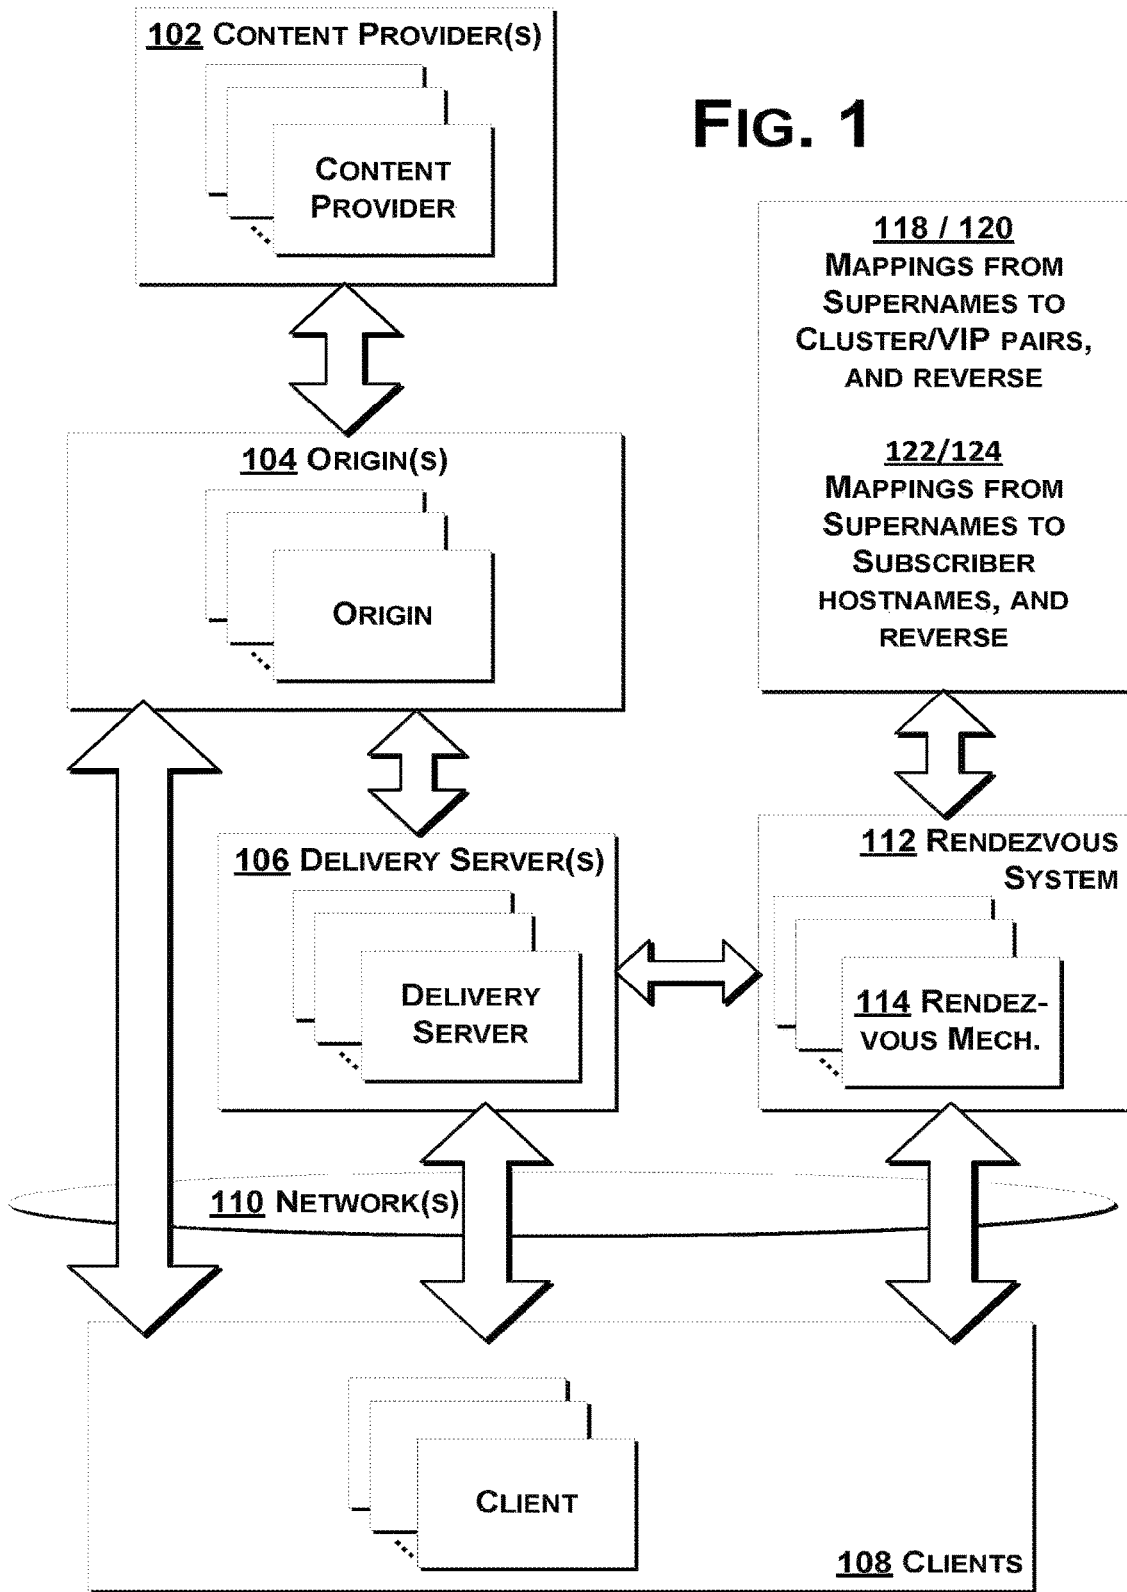 102 CONTENT PROVIDER(S)
CONTENT
PROVIDER
FIG. 1
118 / 120
MAPPINGS FROM
SUPERNAMES TO
CLUSTER/VIP PAIRS,
AND REVERSE
122/124
MAPPINGS FROM
SUPERNAMES TO
SUBSCRIBER
HOSTNAMES, AND
REVERSE
104 ORIGIN(S)
ORIGIN
106 DELIVERY SERVER(S)
DELIVERY
SERVER
112 RENDEZVOUS
SYSTEM
114 RENDEZ-
VOUS MECH.
110 NETWORK(S)
CLIENT
108 CLIENTS